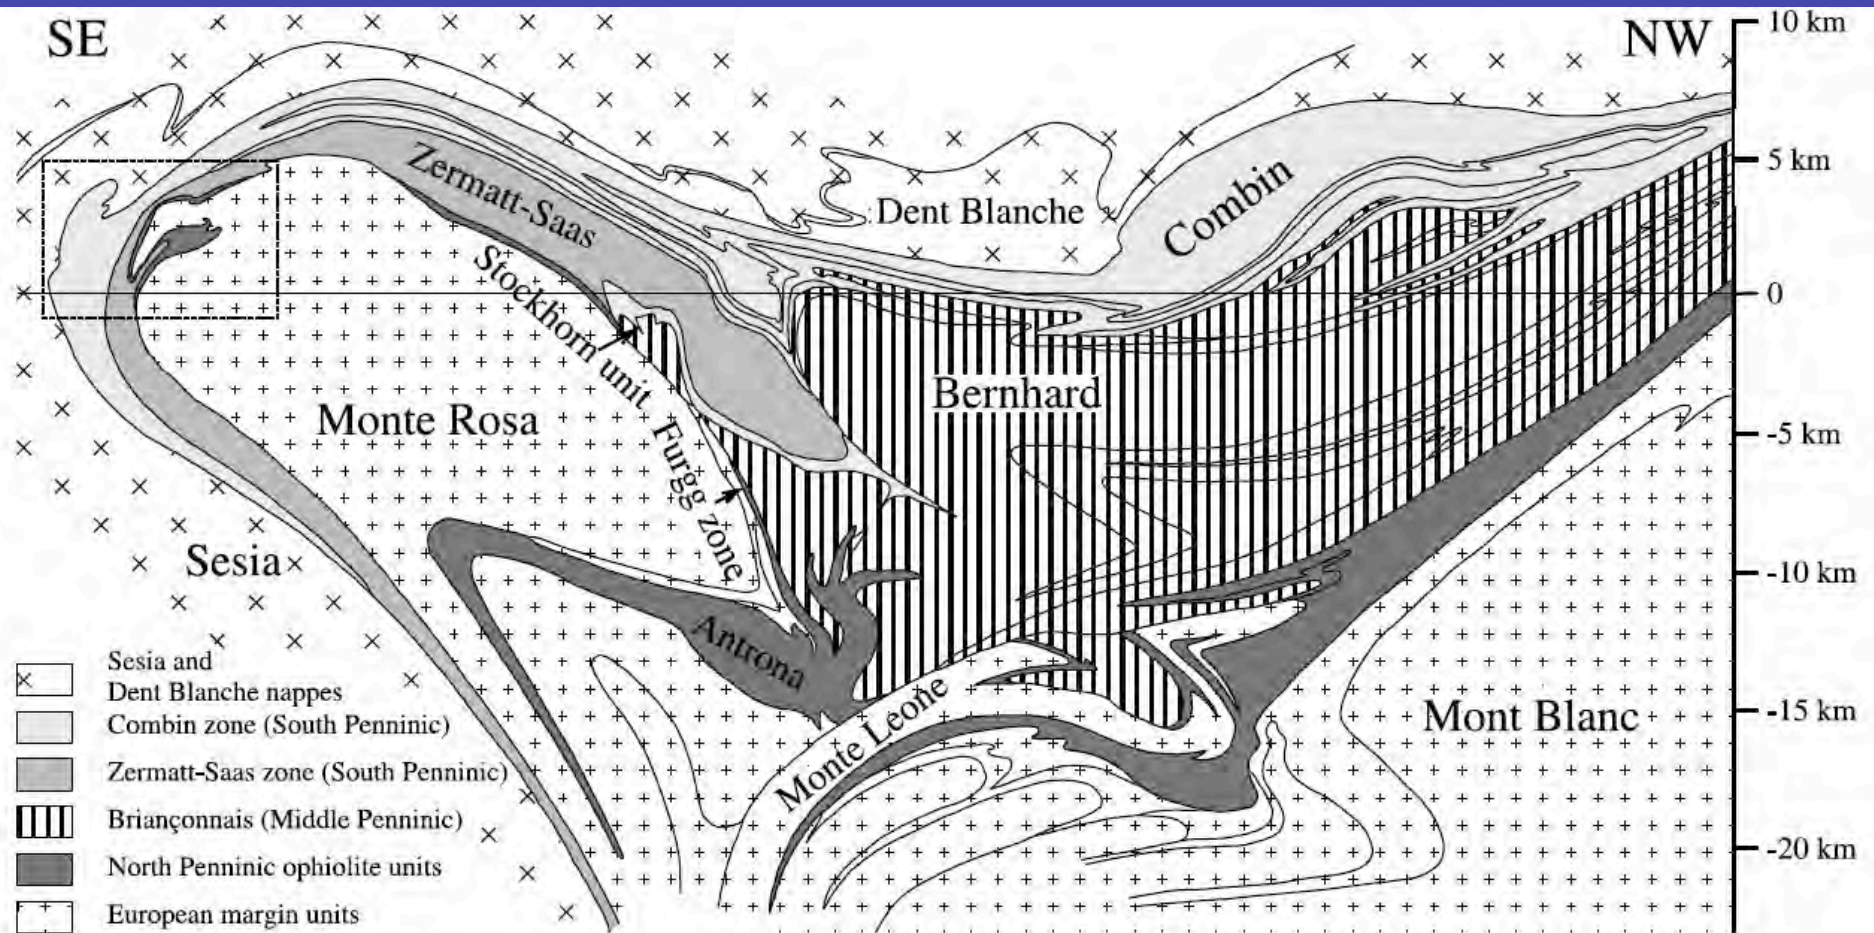 SE
NW
10 km
5 km
0
-5 km
-10 km
-15 km
-20 km
Zermatt-Saas
Dent Blanche
Combin
Stockhorn unit
Bernhard
Monte Rosa
Furgg zone
Sesia
Antrona
Monte Leone
Mont Blanc
Sesia and
Dent Blanche nappes
Combin zone (South Penninic)
Zermatt-Saas zone (South Penninic)
Briançonnais (Middle Penninic)
North Penninic ophiolite units
European margin units